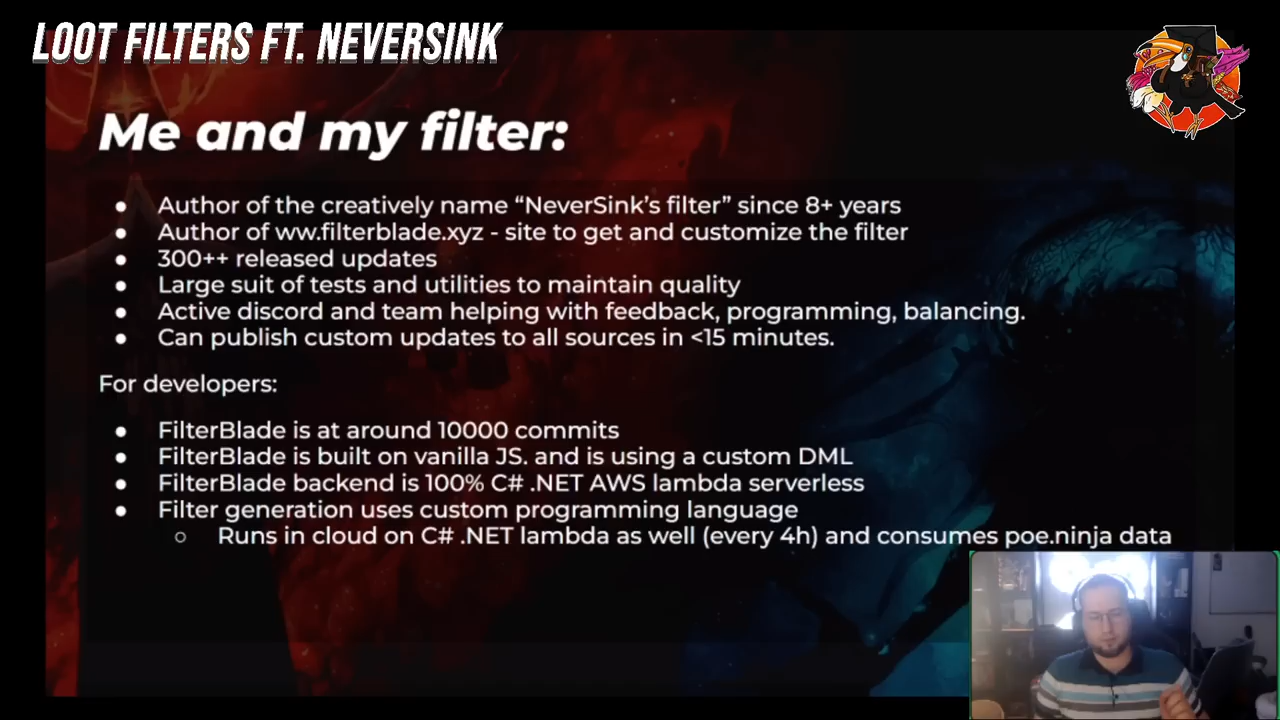 LOOT FILTERS FT. NEVERSINK
Me and my filter:
● Author of the creatively name “NeverSink’s filter” since 8+ years
● Author of ww.filterblade.xyz - site to get and customize the filter
● 300++ released updates
● Large suit of tests and utilities to maintain quality
● Active discord and team helping with feedback, programming, balancing.
● Can publish custom updates to all sources in <15 minutes.
For developers:
● FilterBlade is at around 10000 commits
● FilterBlade is built on vanilla JS. and is using a custom DML
● FilterBlade backend is 100% C# .NET AWS lambda serverless
● Filter generation uses custom programming language
○ Runs in cloud on C# .NET lambda as well (every 4h) and consumes poe.ninja data